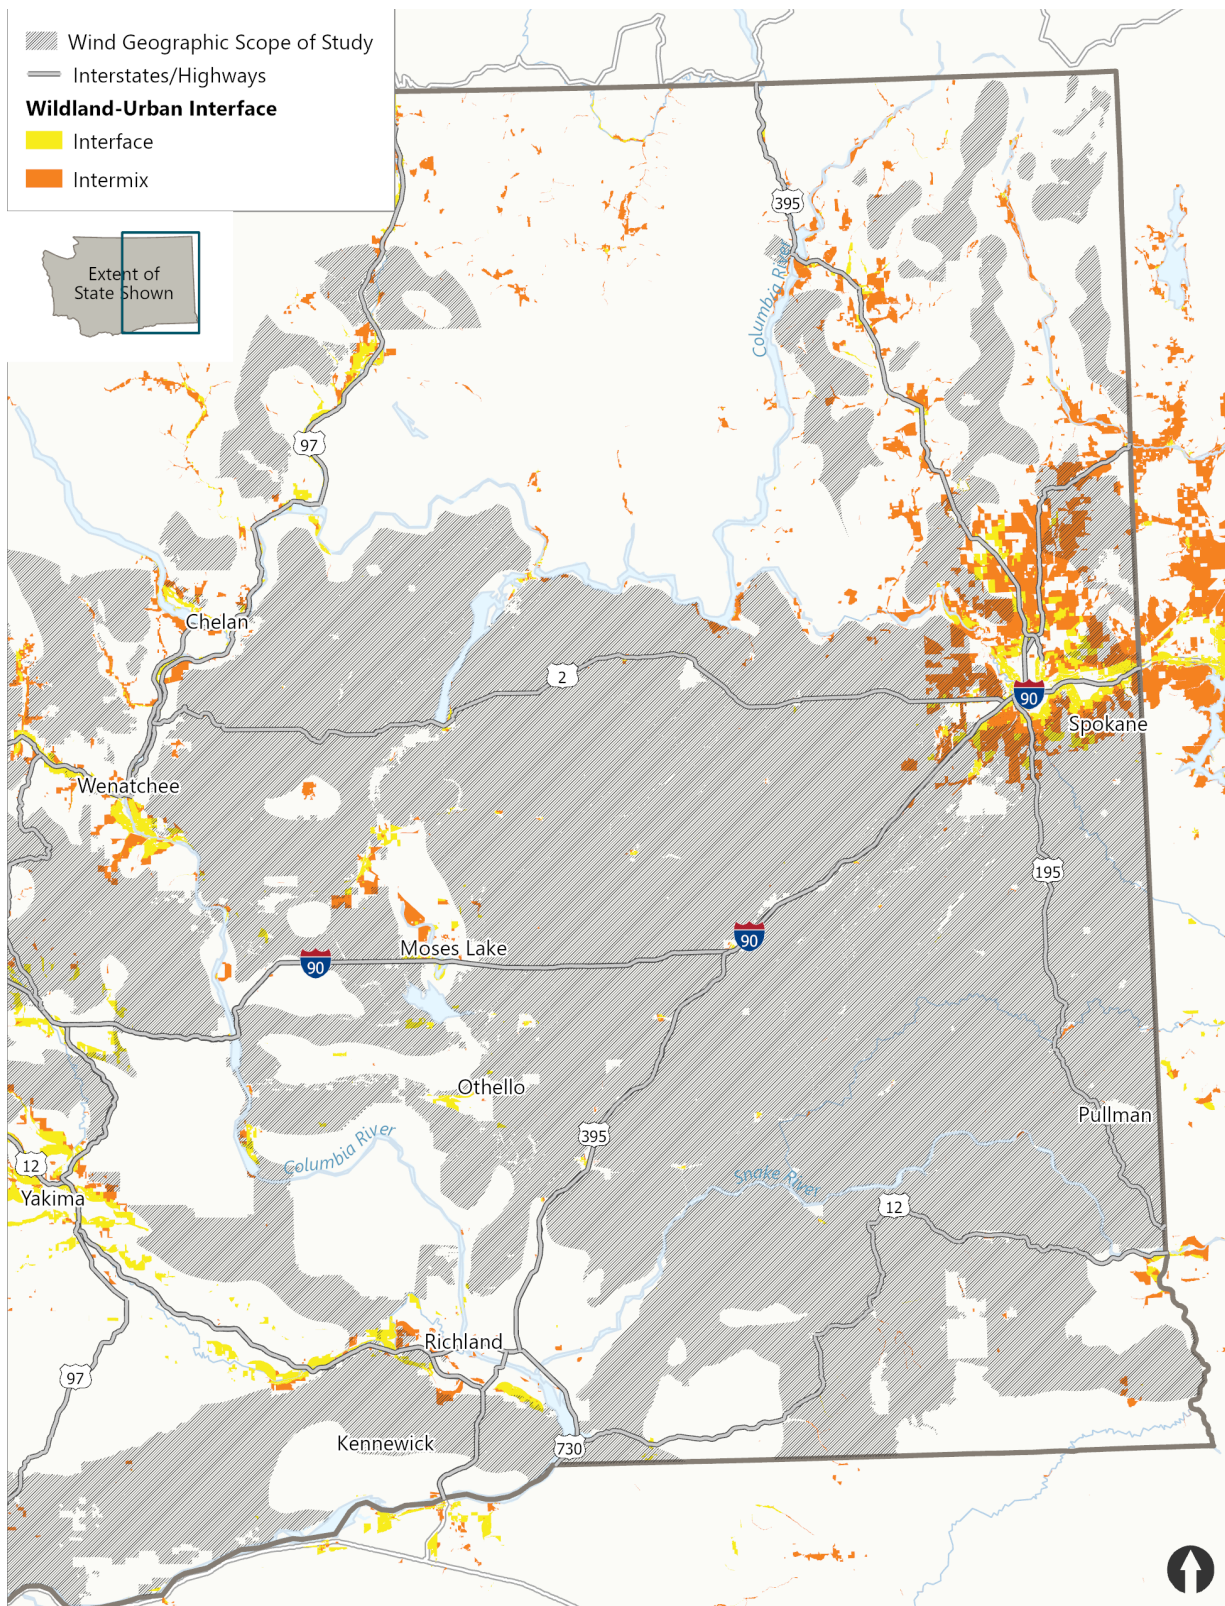 Wind Geographic Scope of Study
Interstates/Highways
Wildland-Urban Interface
Interface
Intermix
Extent of
State Shown
395
Columbia River
97
Chelan
2
90
Spokane
Wenatchee
195
90
Moses Lake
90
Othello
Pullman
395
Columbia River
12
Snake River
Yakima
12
Richland
97
Kennewick
730